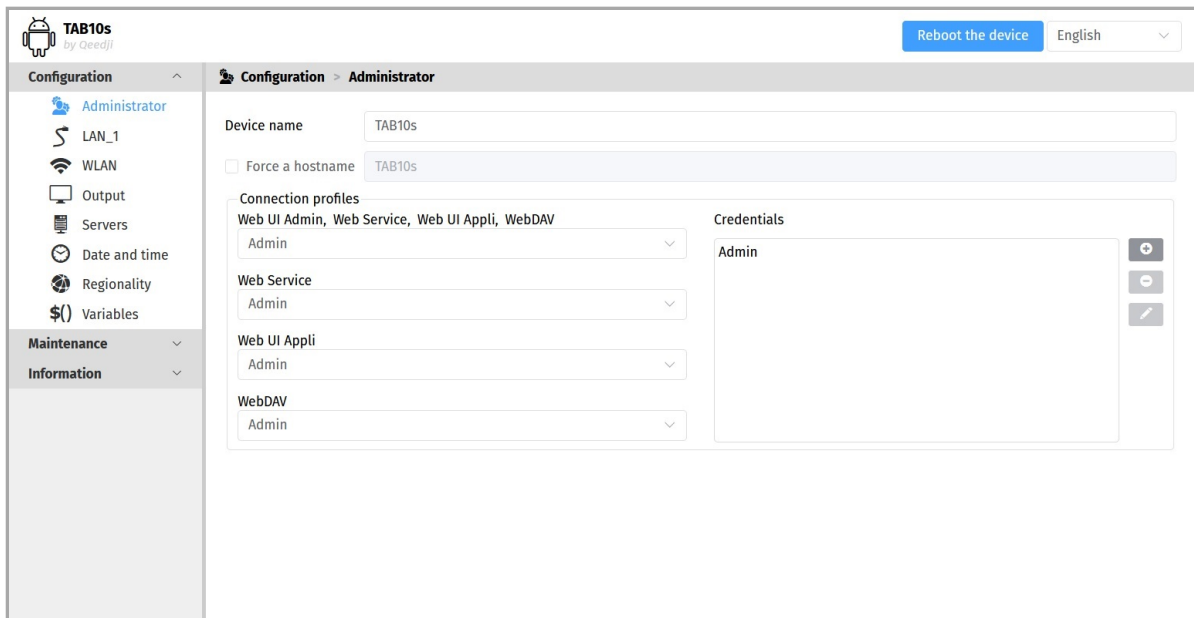 TAB10s
by Qeedji
Reboot the device
English
Configuration
Administrator
LAN_1
WLAN
Output
Servers
Date and time
Regionality
$() Variables
Maintenance
Information
Configuration > Administrator
Device name
TAB10s
Force a hostname
TAB10s
Connection profiles
Web UI Admin, Web Service, Web UI Appli, WebDAV
Admin
Web Service
Admin
Web UI Appli
Admin
WebDAV
Admin
Credentials
Admin